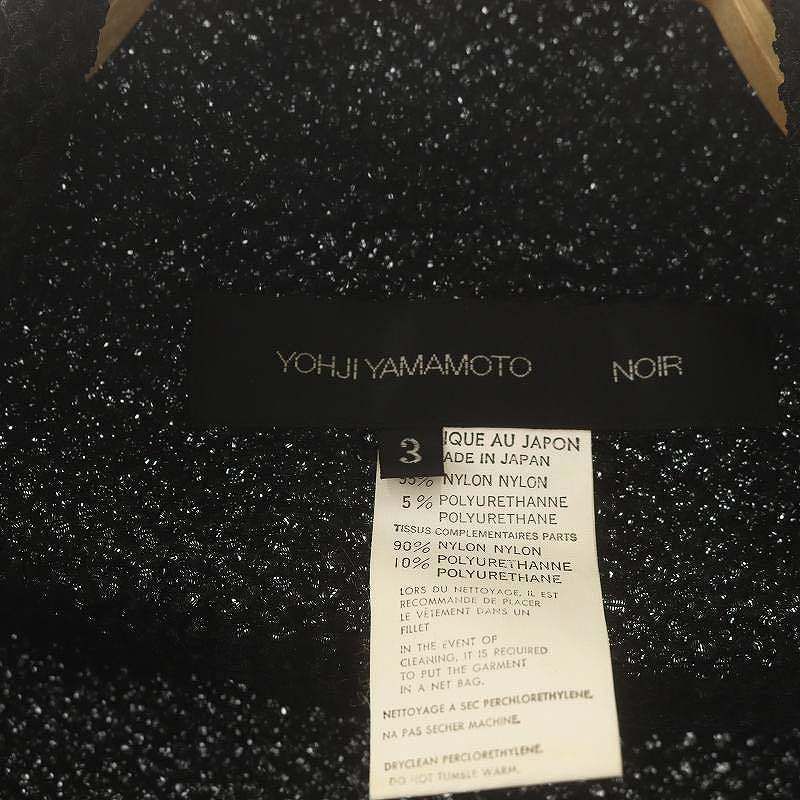 YOHJI YAMAMOTO NOIR
3
IQUE AU JAPON
ADE IN JAPAN
NYLON NYLON
5% POLYURETHANNE
POLYURETHANE
TISSUS COMPLEMENTAIRES PARTS
90% NYLON NYLON
10% POLYURETHANNE
POLYURETHANE
LORS DU NETTOYAGE, IL EST
RECOMMANDE DE PLACER
LE VÊTEMENT DANS UN
FILLET
IN THE EVENT OF
CLEANING, IT IS REQUIRED
TO PUT THE GARMENT
IN A NET BAG.
NETTOYAGE A SEC PERCHLORETHYLENE.
NA PAS SECHER MACHINE.
DRYCLEAN PERCLORETHYLENE.
DO NOT TUMBLE WARM.